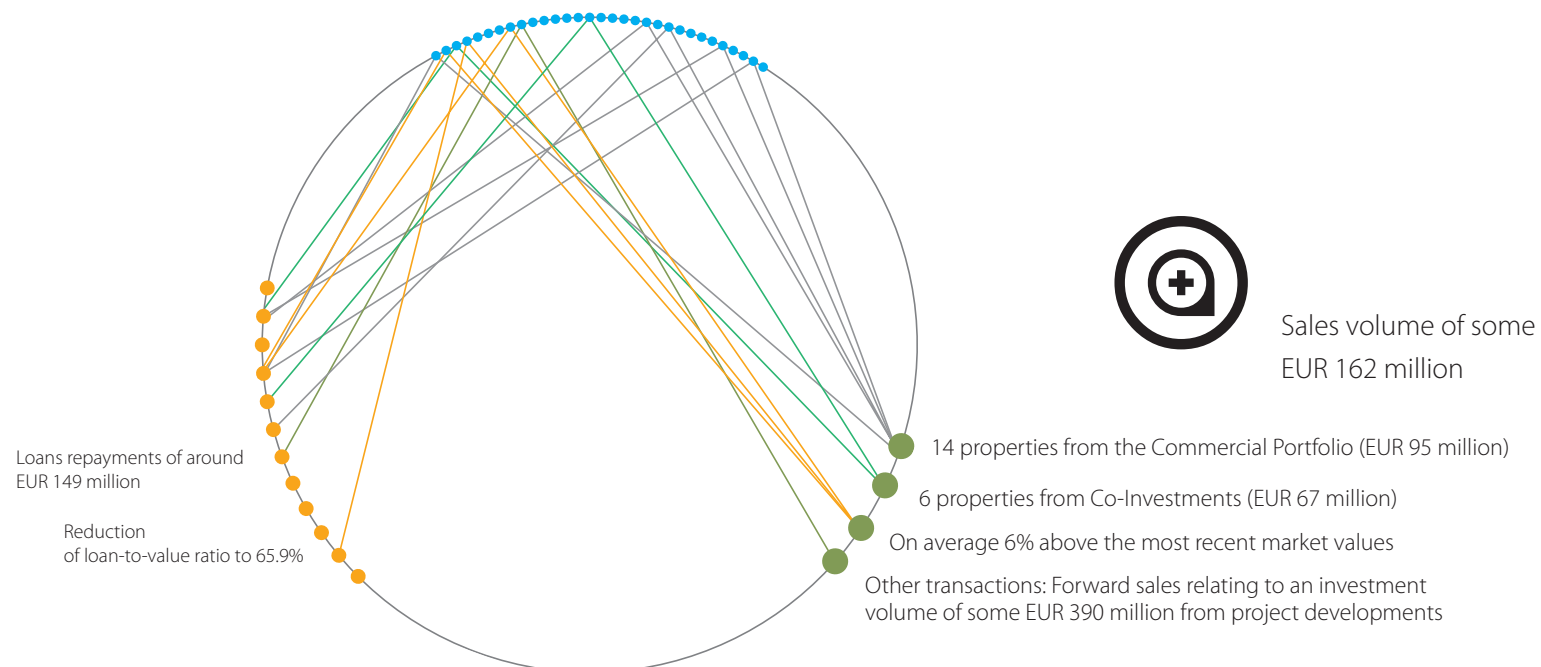 Sales volume of some
EUR 162 million
14 properties from the Commercial Portfolio (EUR 95 million)
6 properties from Co-Investments (EUR 67 million)
On average 6% above the most recent market values
Other transactions: Forward sales relating to an investment
volume of some EUR 390 million from project developments
Loans repayments of around
EUR 149 million
Reduction
of loan-to-value ratio to 65.9%